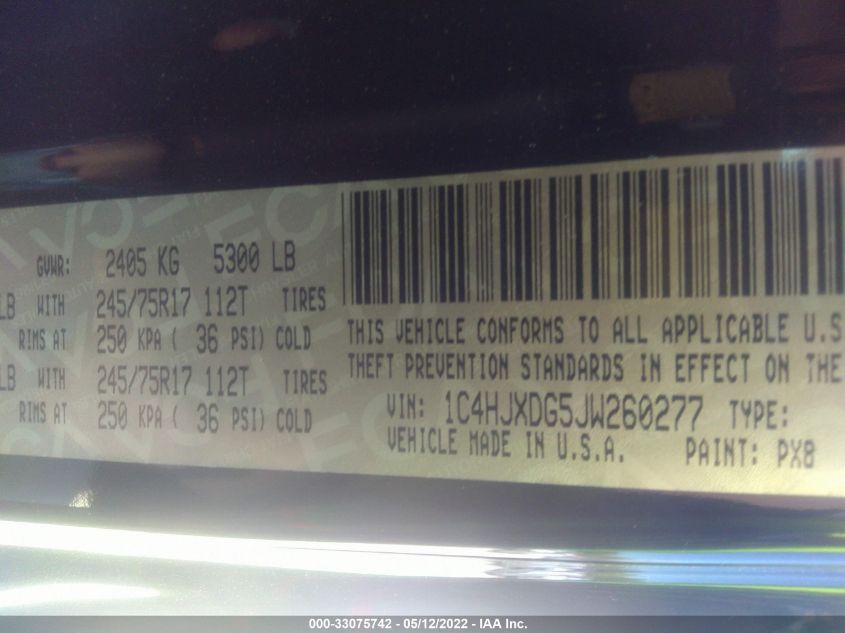 GVWR: 2405 KG 5300 LB
LB WITH 245/75R17 112T TIRES
RIMS AT 250 KPA ( 36 PSI) COLD
LB WITH 245/75R17 112T TIRES
RIMS AT 250 KPA ( 36 PSI) COLD
THIS VEHICLE CONFORMS TO ALL APPLICABLE U.S
THEFT PREVENTION STANDARDS IN EFFECT ON THE
VIN: 1C4HJXDG5JW260277 TYPE:
VEHICLE MADE IN U.S.A. PAINT: PX8
000-33075742 - 05/12/2022 - IAA Inc.